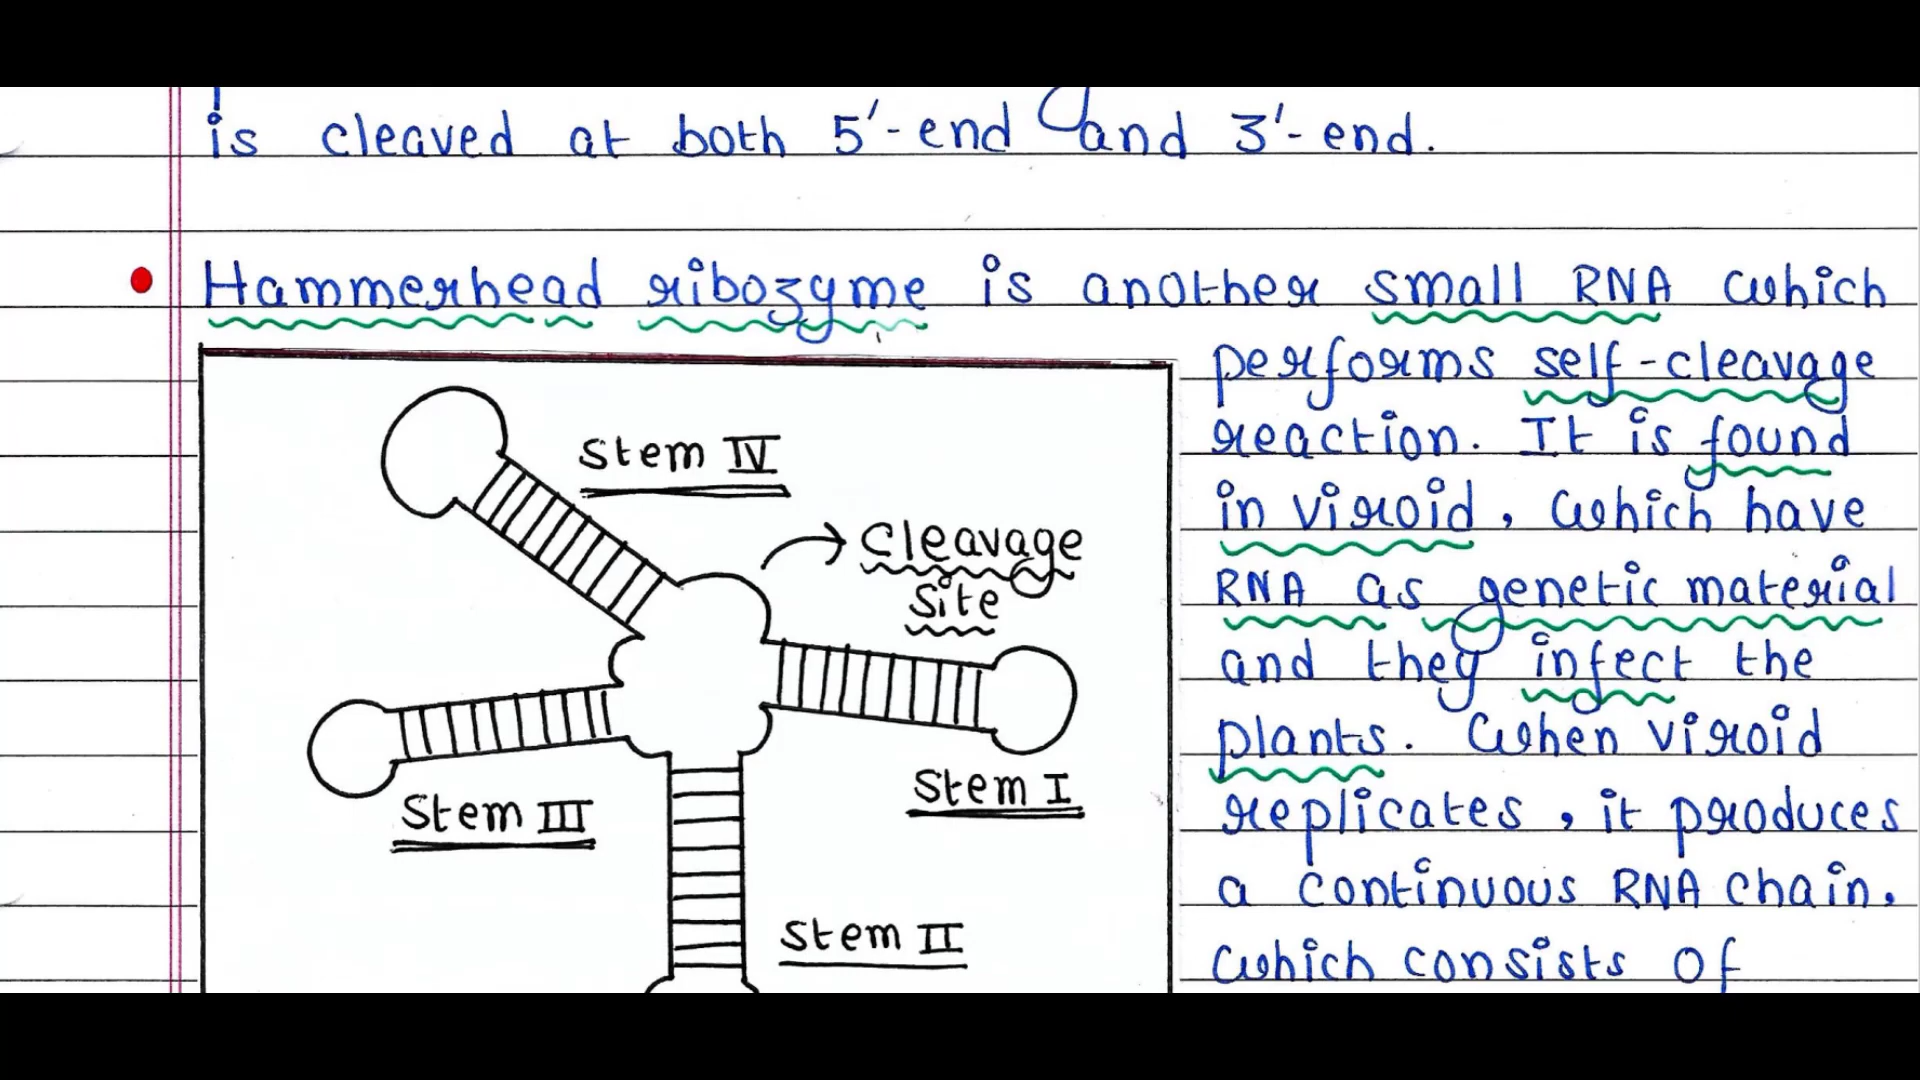 is cleaved at both 5'-end and 3'-end.
• Hammerhead ribozyme is another small RNA which
performs self-cleavage
reaction. It is found
in viroid, which have
RNA as genetic material
and they infect the
plants. When viroid
replicates, it produces
a continuous RNA chain,
which consists of
Stem IV
Cleavage
Site
Stem I
Stem III
Stem II